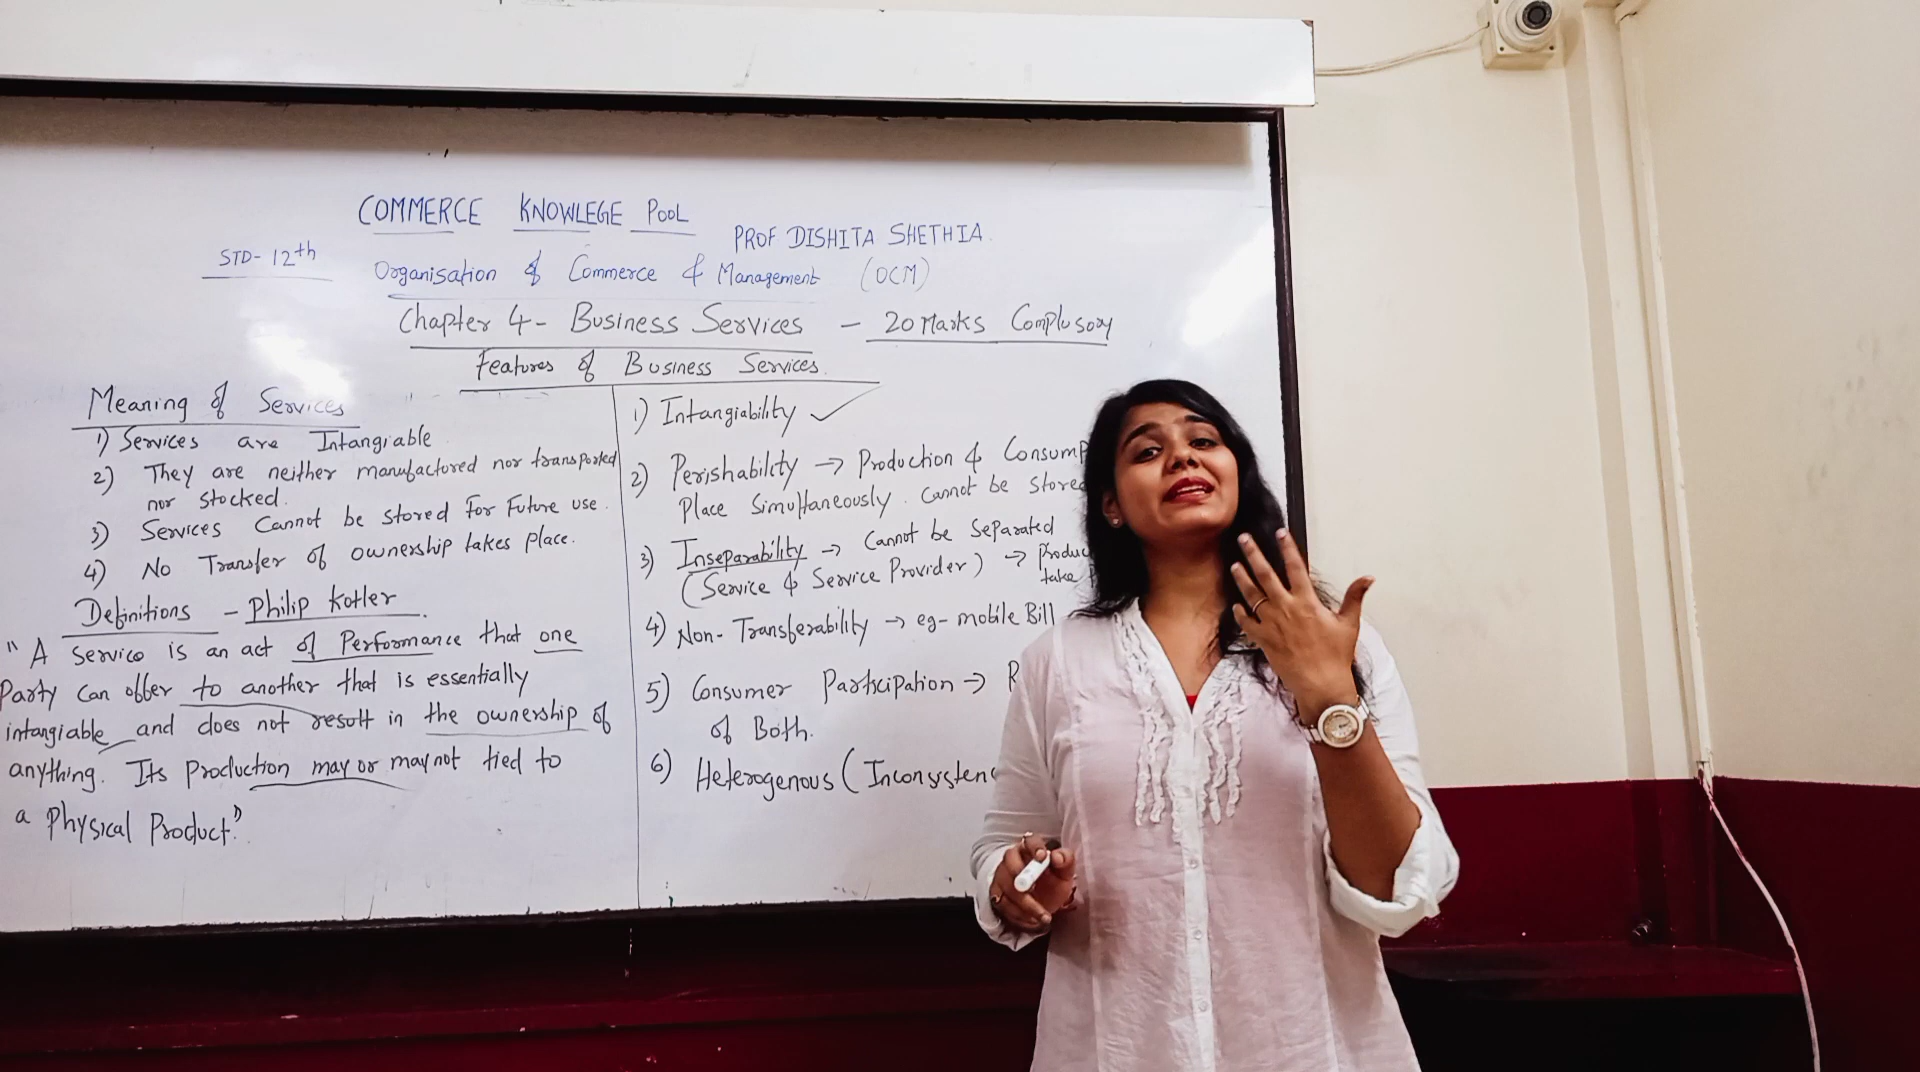 COMMERCE KNOWLEGE POOL
PROF DISHITA SHETHIA
STD- 12th
Organisation of Commerce & Management (OCM)
Chapter 4- Business Services - 20 Marks Complusory
Features of Business Services.
Meaning of Services
1) Services are Intangiable
2) They are neither manufactured nor transported
nor stocked.
3) Services Cannot be stored For Future use.
4) No Transfer of ownership takes place.
Definitions - Philip Kotler
"A Service is an act of Performance that one
Party can offer to another that is essentially
intangiable and does not result in the ownership of
anything. Its production may or maynot tied to
a Physical Product."
1) Intangiability ✓
2) Perishability → Production & Consump
Place Simultaneously. Cannot be Stored
3) Inseparability → Cannot be Separated
(Service & Service Provider) → Produc
take
4) Non-Transferability → eg- mobile Bill
5) Consumer Participation →
of Both.
6) Heterogenous (Inconsystenc